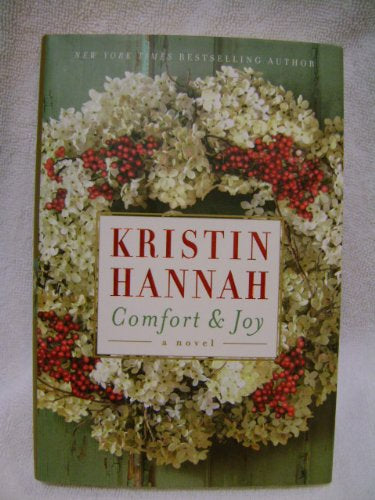 NEW YORK TIMES BESTSELLING AUTHOR
KRISTIN
HANNAH
Comfort & Joy
a novel